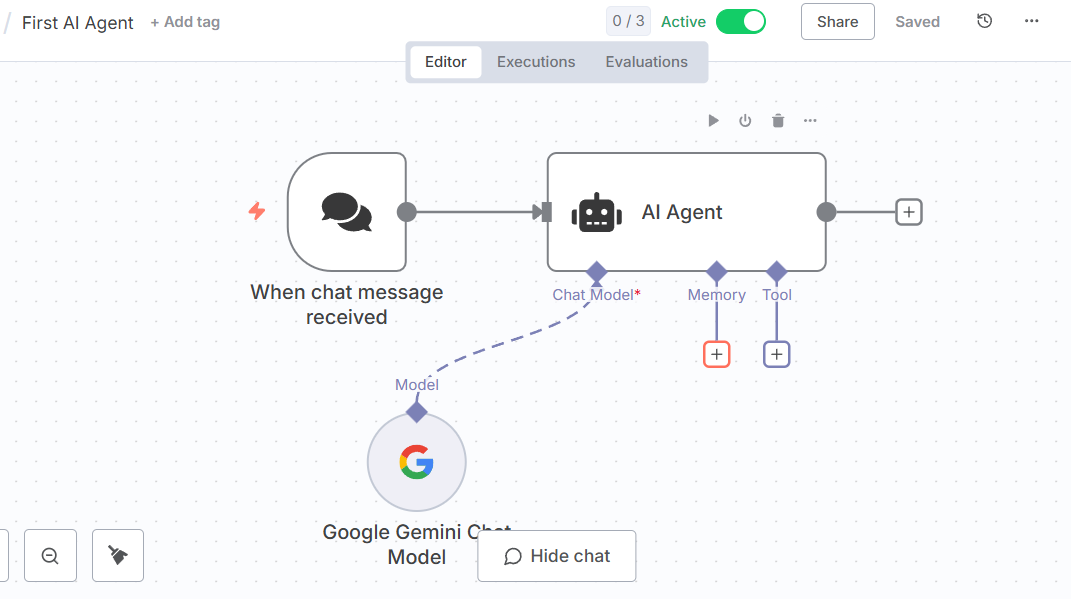 / First AI Agent + Add tag 0 / 3 Active Share Saved
Editor Executions Evaluations
AI Agent
When chat message
received
Chat Model* Memory Tool
Model
Google Gemini Chat
Model
Hide chat